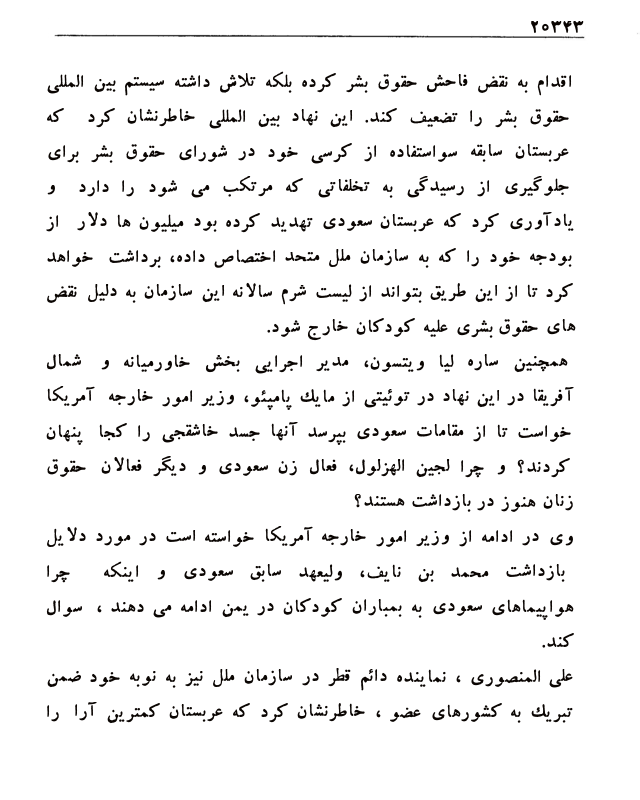 ۲۰۳۴۳
اقدام به نقض فاحش حقوق بشر کرده بلکه تلاش داشته سیستم بین المللی
حقوق بشر را تضعیف کند. این نهاد بین المللی خاطرنشان کرد که
عربستان سابقه سواستفاده از کرسی خود در شورای حقوق بشر برای
جلوگیری از رسیدگی به تخلفاتی که مرتکب می شود را دارد و
یادآوری کرد که عربستان سعودی تهدید کرده بود میلیون ها دلار از
بودجه خود را که به سازمان ملل متحد اختصاص داده، برداشت خواهد
کرد تا از این طریق بتواند از لیست شرم سالانه این سازمان به دلیل نقض
های حقوق بشری علیه کودکان خارج شود.
همچنین ساره لیا ویتسون، مدیر اجرایی بخش خاورمیانه و شمال
آفریقا در این نهاد در توئیتی از مایك پامپئو، وزیر امور خارجه آمریکا
خواست تا از مقامات سعودی بپرسد آنها جسد خاشقجی را کجا پنهان
کردند؟ و چرا لجین الهزلول، فعال زن سعودی و دیگر فعالان حقوق
زنان هنوز در بازداشت هستند؟
وی در ادامه از وزیر امور خارجه آمریکا خواسته است در مورد دلایل
بازداشت محمد بن نایف، ولیعهد سابق سعودی و اینکه چرا
هواپیماهای سعودی به بمباران کودکان در یمن ادامه می دهند ، سوال
کند.
علی المنصوری ، نماینده دائم قطر در سازمان ملل نیز به نوبه خود ضمن
تبریك به کشورهای عضو ، خاطرنشان کرد که عربستان کمترین آرا را